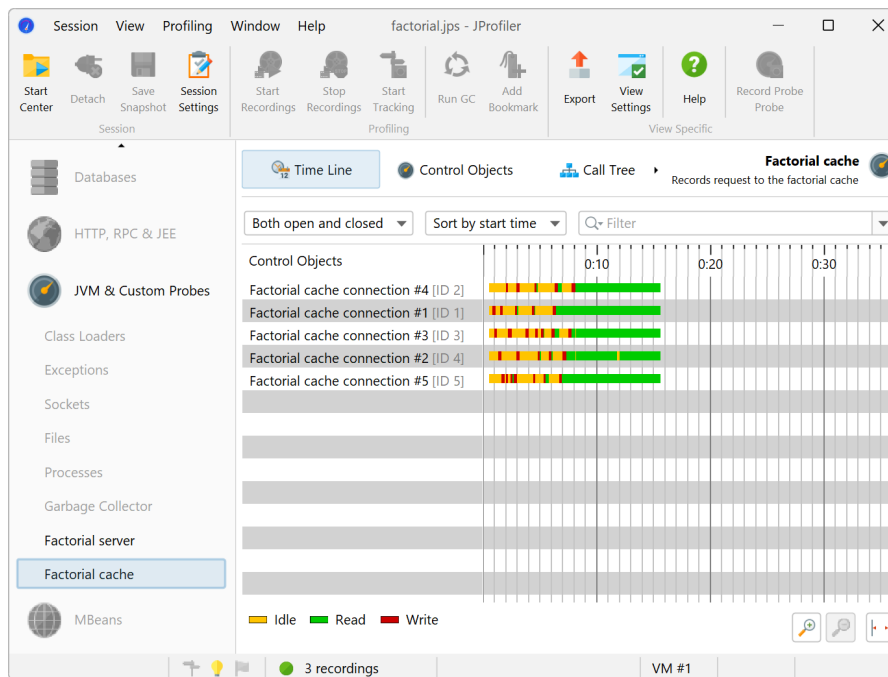 Session View Profiling Window Help factorial.jps - JProfiler
Start Center
Detach
Save Snapshot
Session Settings
Start Recordings
Stop Recordings
Start Tracking
Run GC
Add Bookmark
Export
View Settings
Help
Record Probe Probe
Session Profiling View Specific
Databases
HTTP, RPC & JEE
JVM & Custom Probes
Class Loaders
Exceptions
Sockets
Files
Processes
Garbage Collector
Factorial server
Factorial cache
MBeans
12 Time Line Control Objects Call Tree
Factorial cache
Records request to the factorial cache
Both open and closed Sort by start time Filter
Control Objects 0:10 0:20 0:30
Factorial cache connection #4 [ID 2]
Factorial cache connection #1 [ID 1]
Factorial cache connection #3 [ID 3]
Factorial cache connection #2 [ID 4]
Factorial cache connection #5 [ID 5]
Idle Read Write
3 recordings VM #1